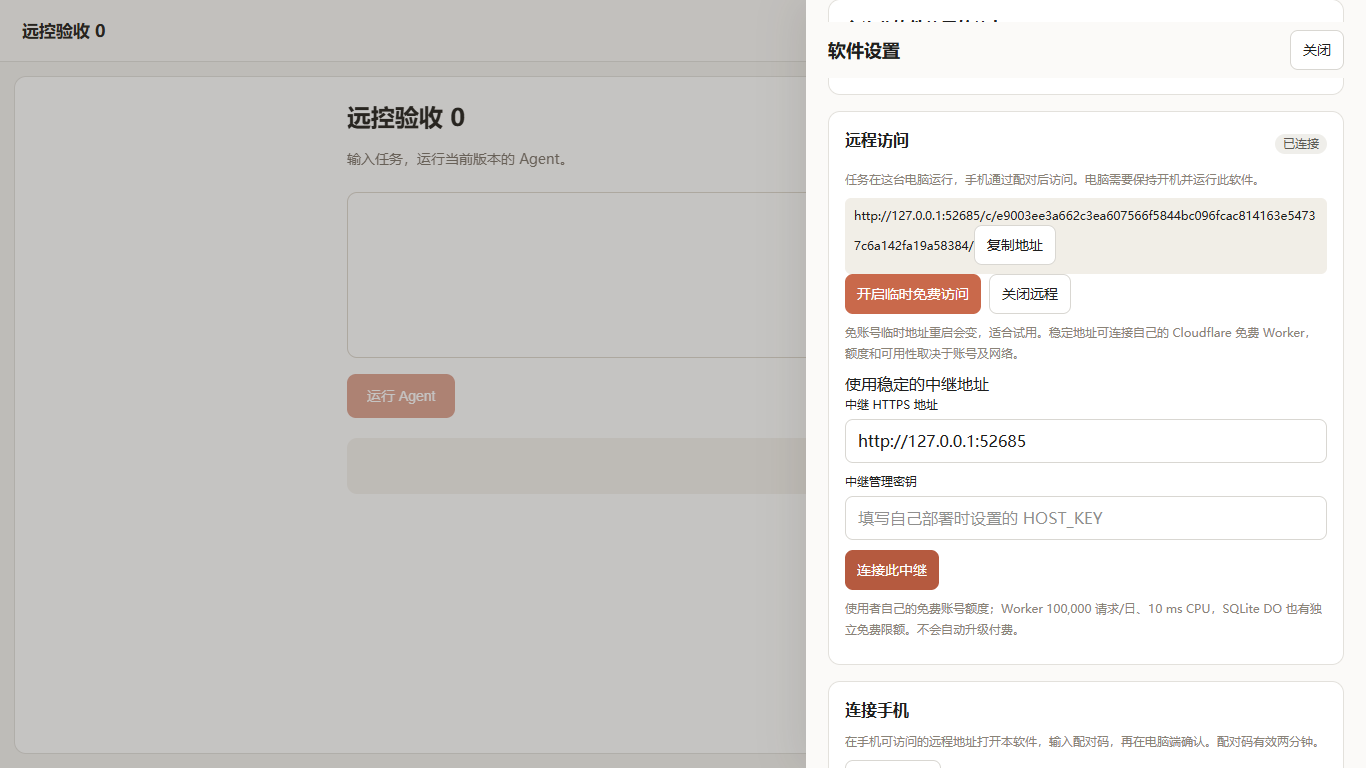 远控验收 0
远控验收 0
输入任务，运行当前版本的 Agent。
运行 Agent
软件设置
关闭
远程访问
已连接
任务在这台电脑运行，手机通过配对后访问。电脑需要保持开机并运行此软件。
http://127.0.0.1:52685/c/e9003ee3a662c3ea607566f5844bc096fcac814163e5473
7c6a142fa19a58384/ 复制地址
开启临时免费访问 关闭远程
免账号临时地址重启会变，适合试用。稳定地址可连接自己的 Cloudflare 免费 Worker，
额度和可用性取决于账号及网络。
使用稳定的中继地址
中继 HTTPS 地址
http://127.0.0.1:52685
中继管理密钥
填写自己部署时设置的 HOST_KEY
连接此中继
使用者自己的免费账号额度；Worker 100,000 请求/日、10 ms CPU，SQLite DO 也有独
立免费限额。不会自动升级付费。
连接手机
在手机可访问的远程地址打开本软件，输入配对码，再在电脑端确认。配对码有效两分钟。